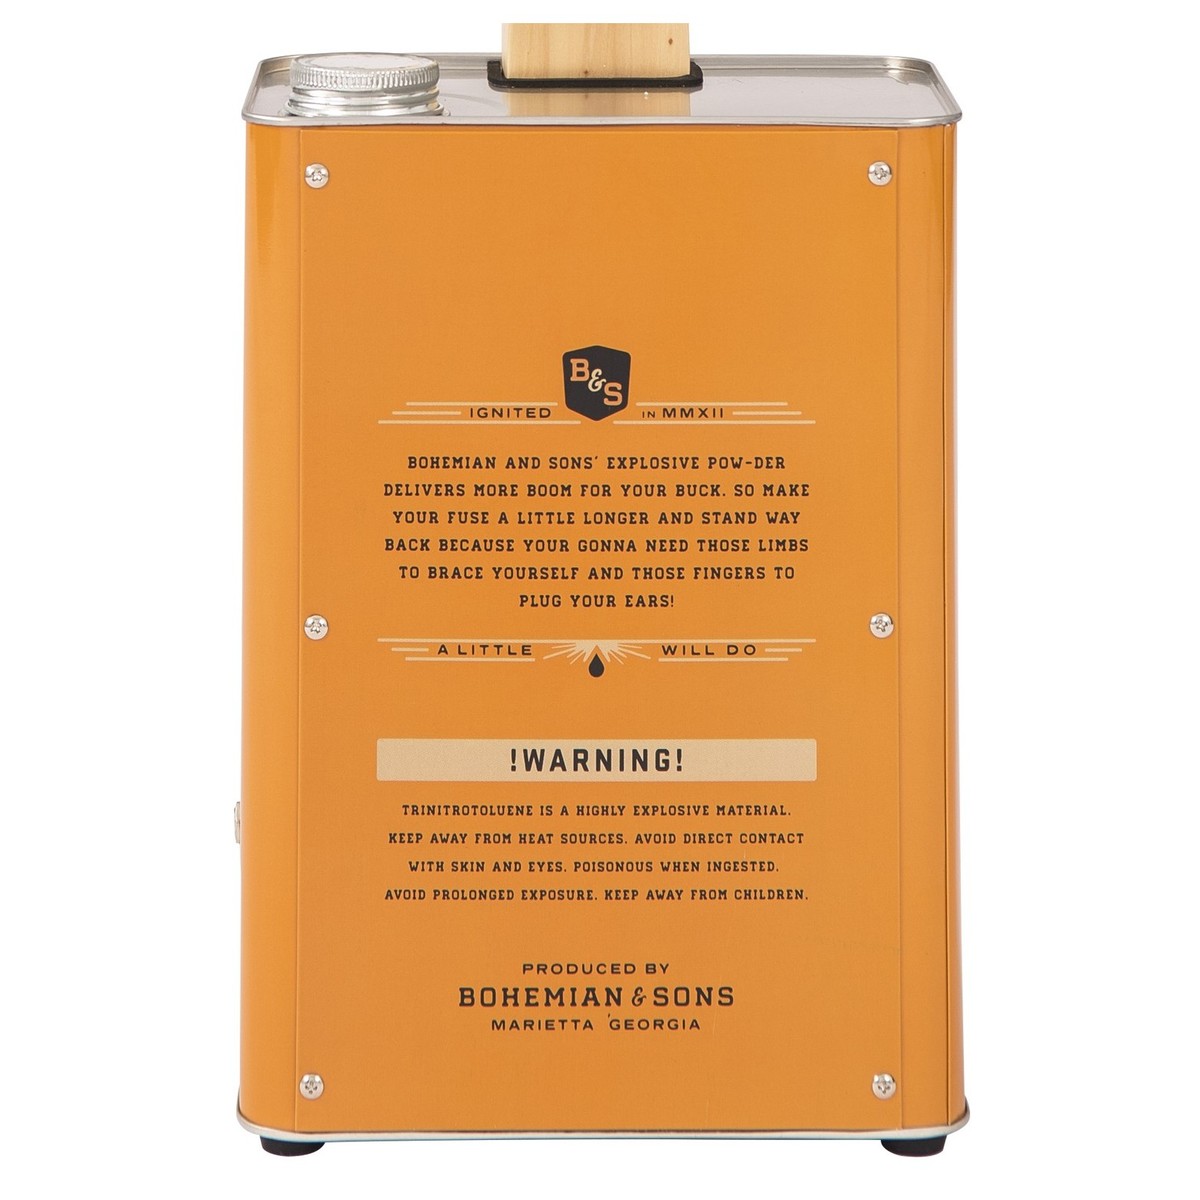 B&S
IGNITED IN MMXII
BOHEMIAN AND SONS' EXPLOSIVE POW-DER
DELIVERS MORE BOOM FOR YOUR BUCK. SO MAKE
YOUR FUSE A LITTLE LONGER AND STAND WAY
BACK BECAUSE YOUR GONNA NEED THOSE LIMBS
TO BRACE YOURSELF AND THOSE FINGERS TO
PLUG YOUR EARS!
A LITTLE WILL DO
!WARNING!
TRINITROTOLUENE IS A HIGHLY EXPLOSIVE MATERIAL.
KEEP AWAY FROM HEAT SOURCES. AVOID DIRECT CONTACT
WITH SKIN AND EYES. POISONOUS WHEN INGESTED.
AVOID PROLONGED EXPOSURE. KEEP AWAY FROM CHILDREN.
PRODUCED BY
BOHEMIAN & SONS
MARIETTA 'GEORGIA